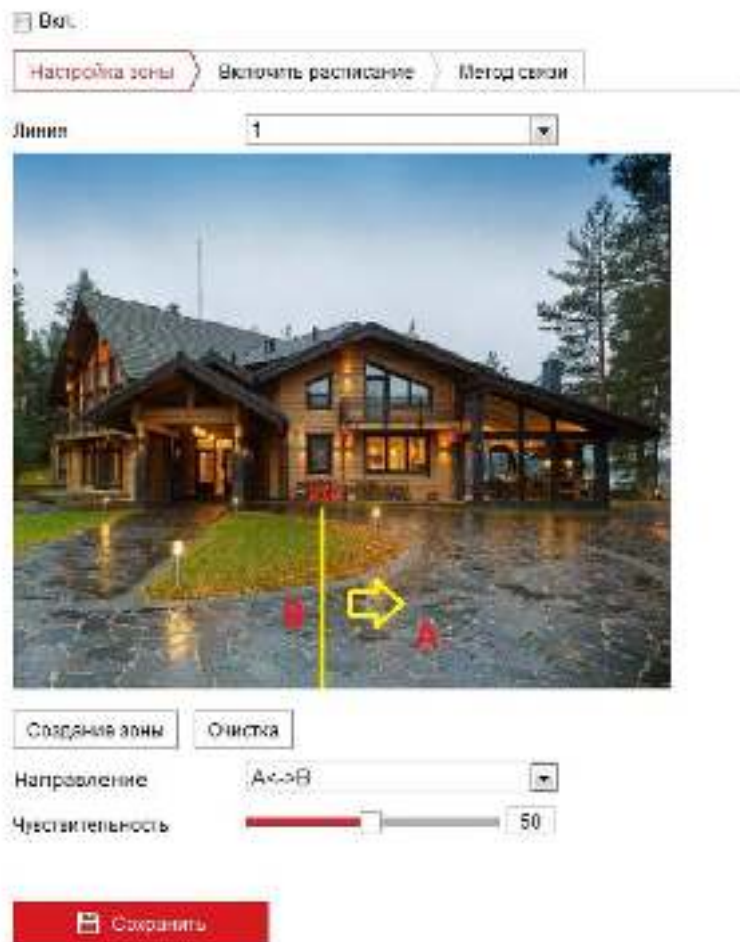 Вкл.
Настройка зоны Включить расписание Метод связи
Линия 1
B
A
Создание зоны Очистка
Направление A<->B
Чувствительность 50
Сохранить